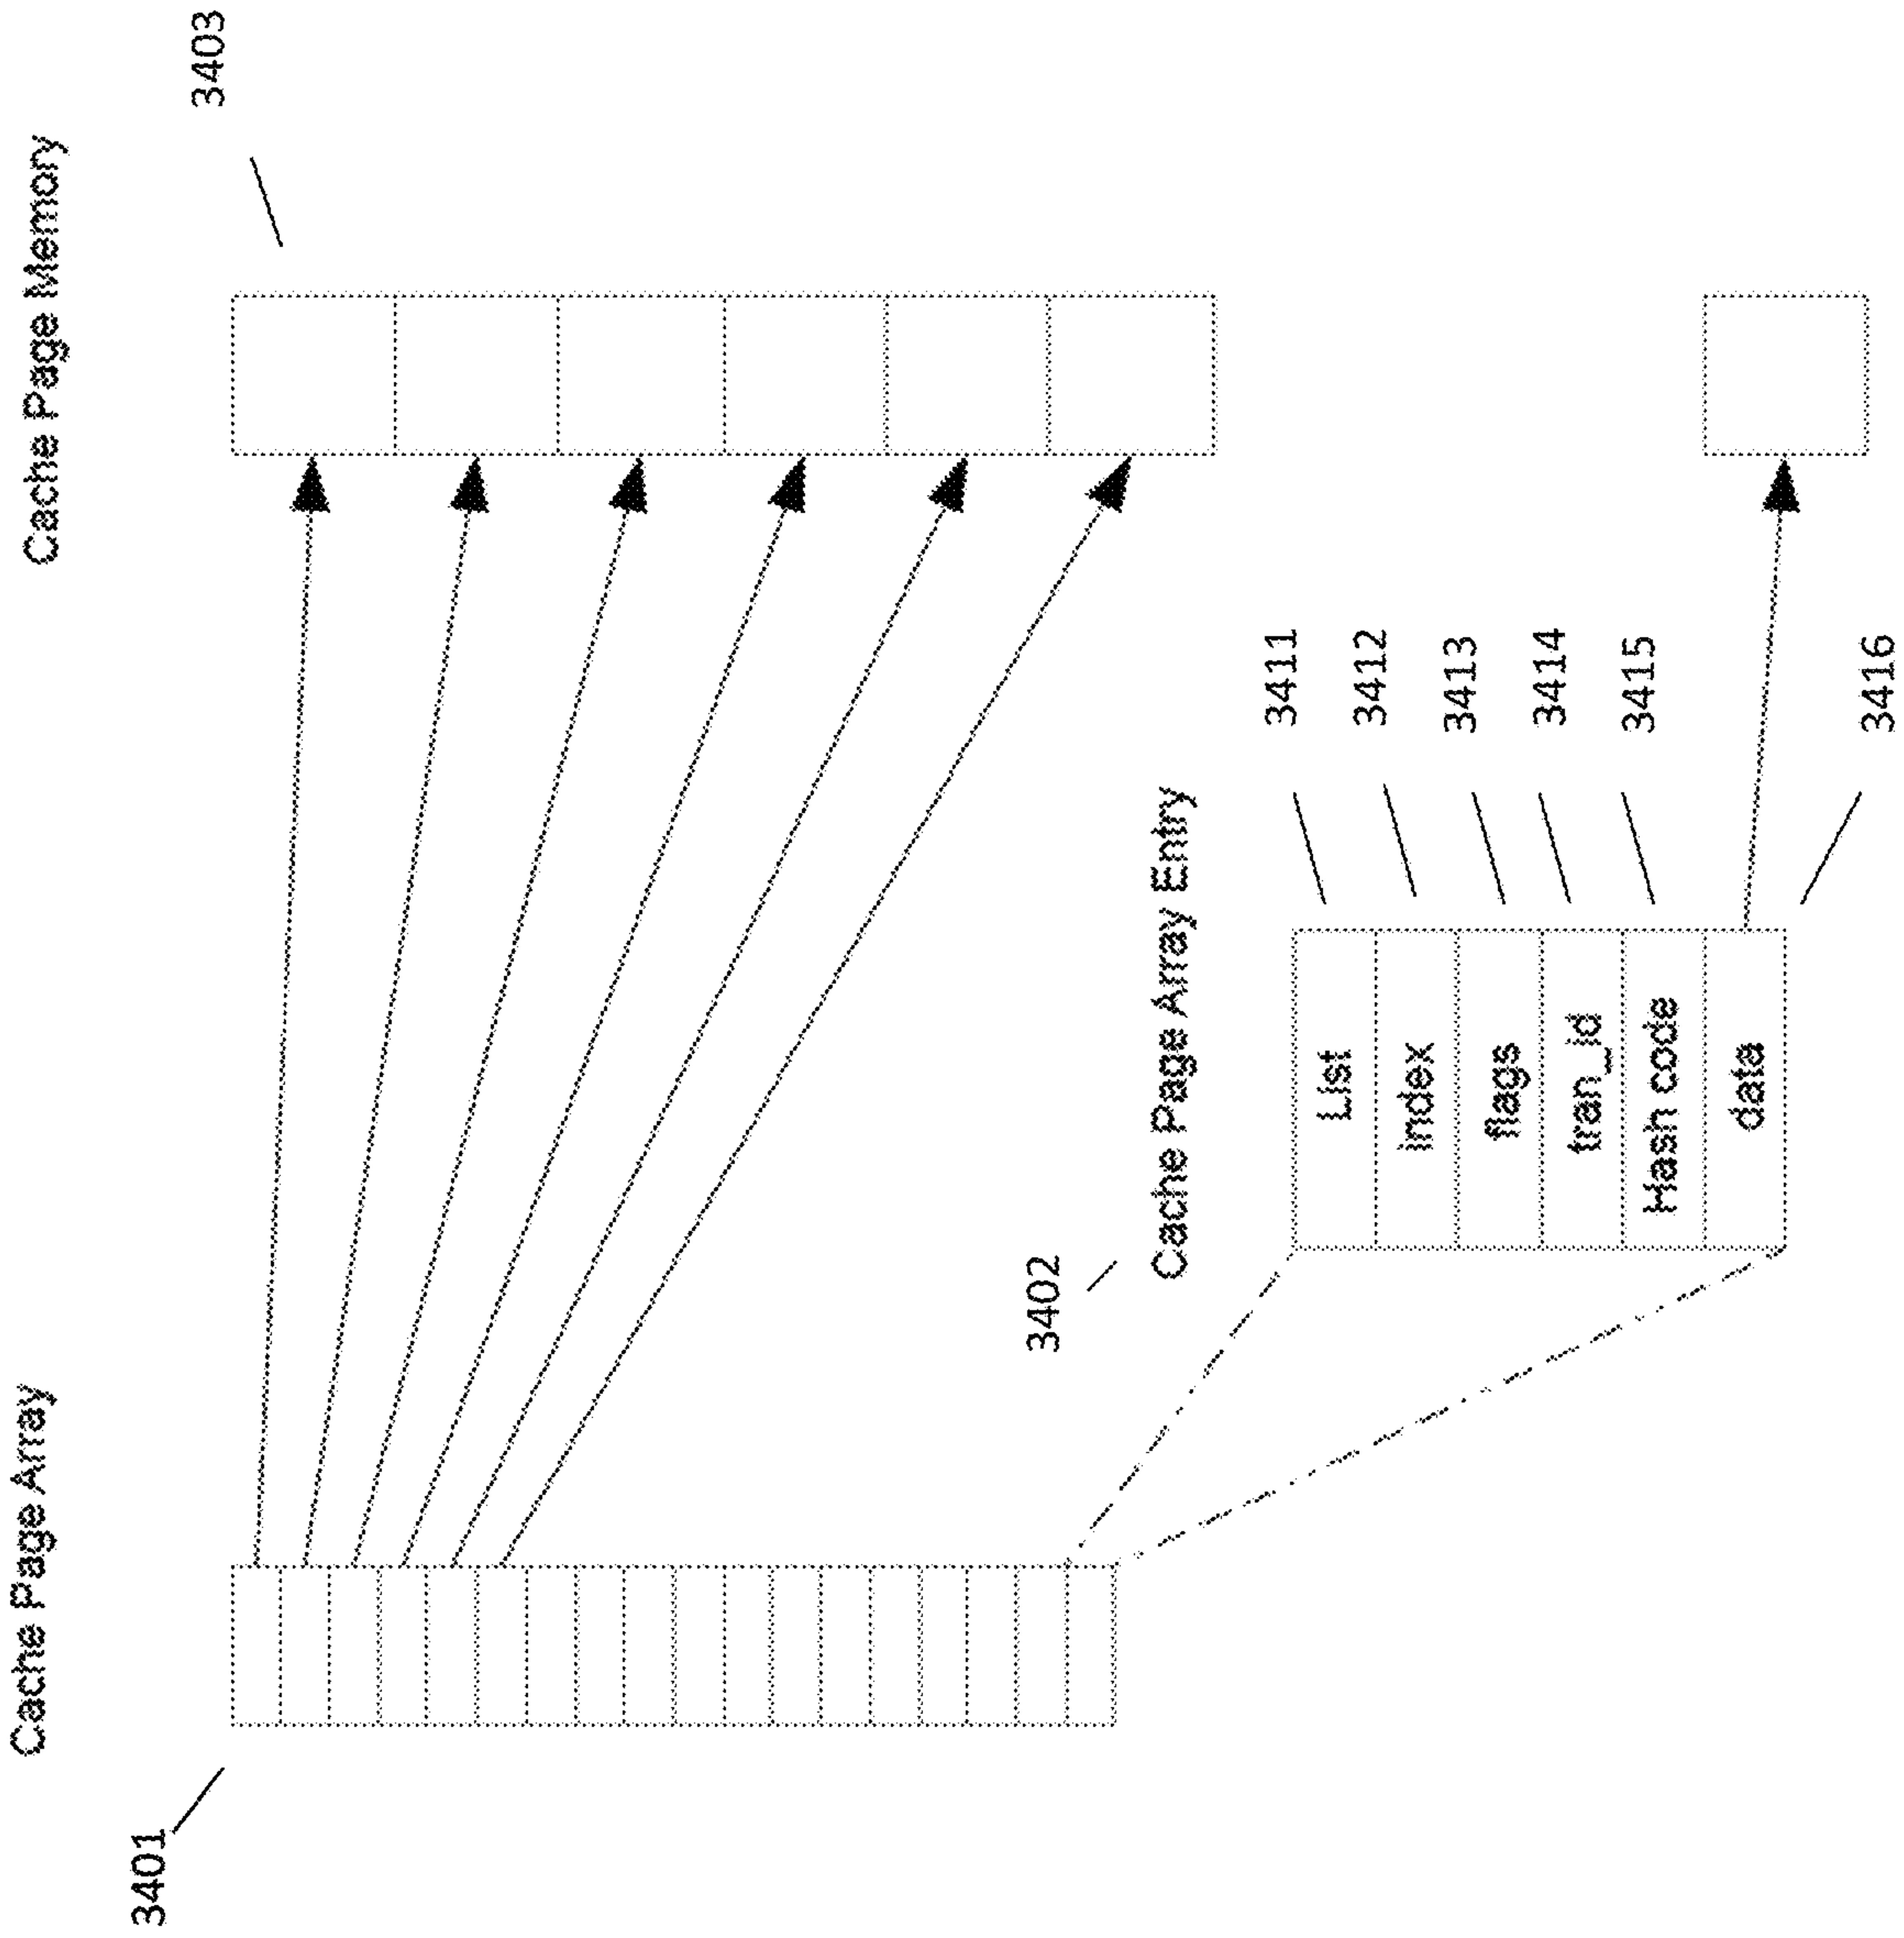 Cache Page Array
Cache Page Memory
3401
3403
3402
Cache Page Array Entry
List
index
flags
tran_id
Hash code
data
3411
3412
3413
3414
3415
3416